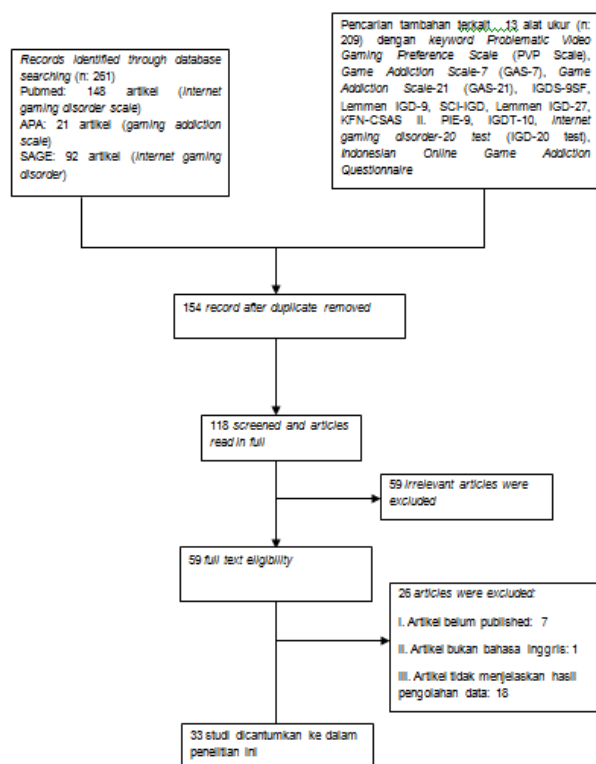 Records identified through database
searching (n: 261)
Pubmed: 148 artikel (internet
gaming disorder scale)
APA: 21 artikel (gaming addiction
scale)
SAGE: 92 artikel (internet gaming
disorder)
Pencarian tambahan terkait 13 alat ukur (n:
209) dengan keyword Problematic Video
Gaming Preference Scale (PVP Scale),
Game Addiction Scale-7 (GAS-7), Game
Addiction Scale-21 (GAS-21), IGDS-9SF,
Lemmen IGD-9, SCI-IGD, Lemmen IGD-27,
KFN-CSAS II. PIE-9, IGDT-10, Internet
gaming disorder-20 test (IGD-20 test),
Indonesian Online Game Addiction
Questionnaire
154 record after duplicate removed
118 screened and articles
read in full
59 irrelevant articles were
excluded
59 full text eligibility
26 articles were excluded:
I. Artikel belum published: 7
II. Artikel bukan bahasa Inggris: 1
III. Artikel tidak menjelaskan hasil
pengolahan data: 18
33 studi dicantumkan ke dalam
penelitian ini